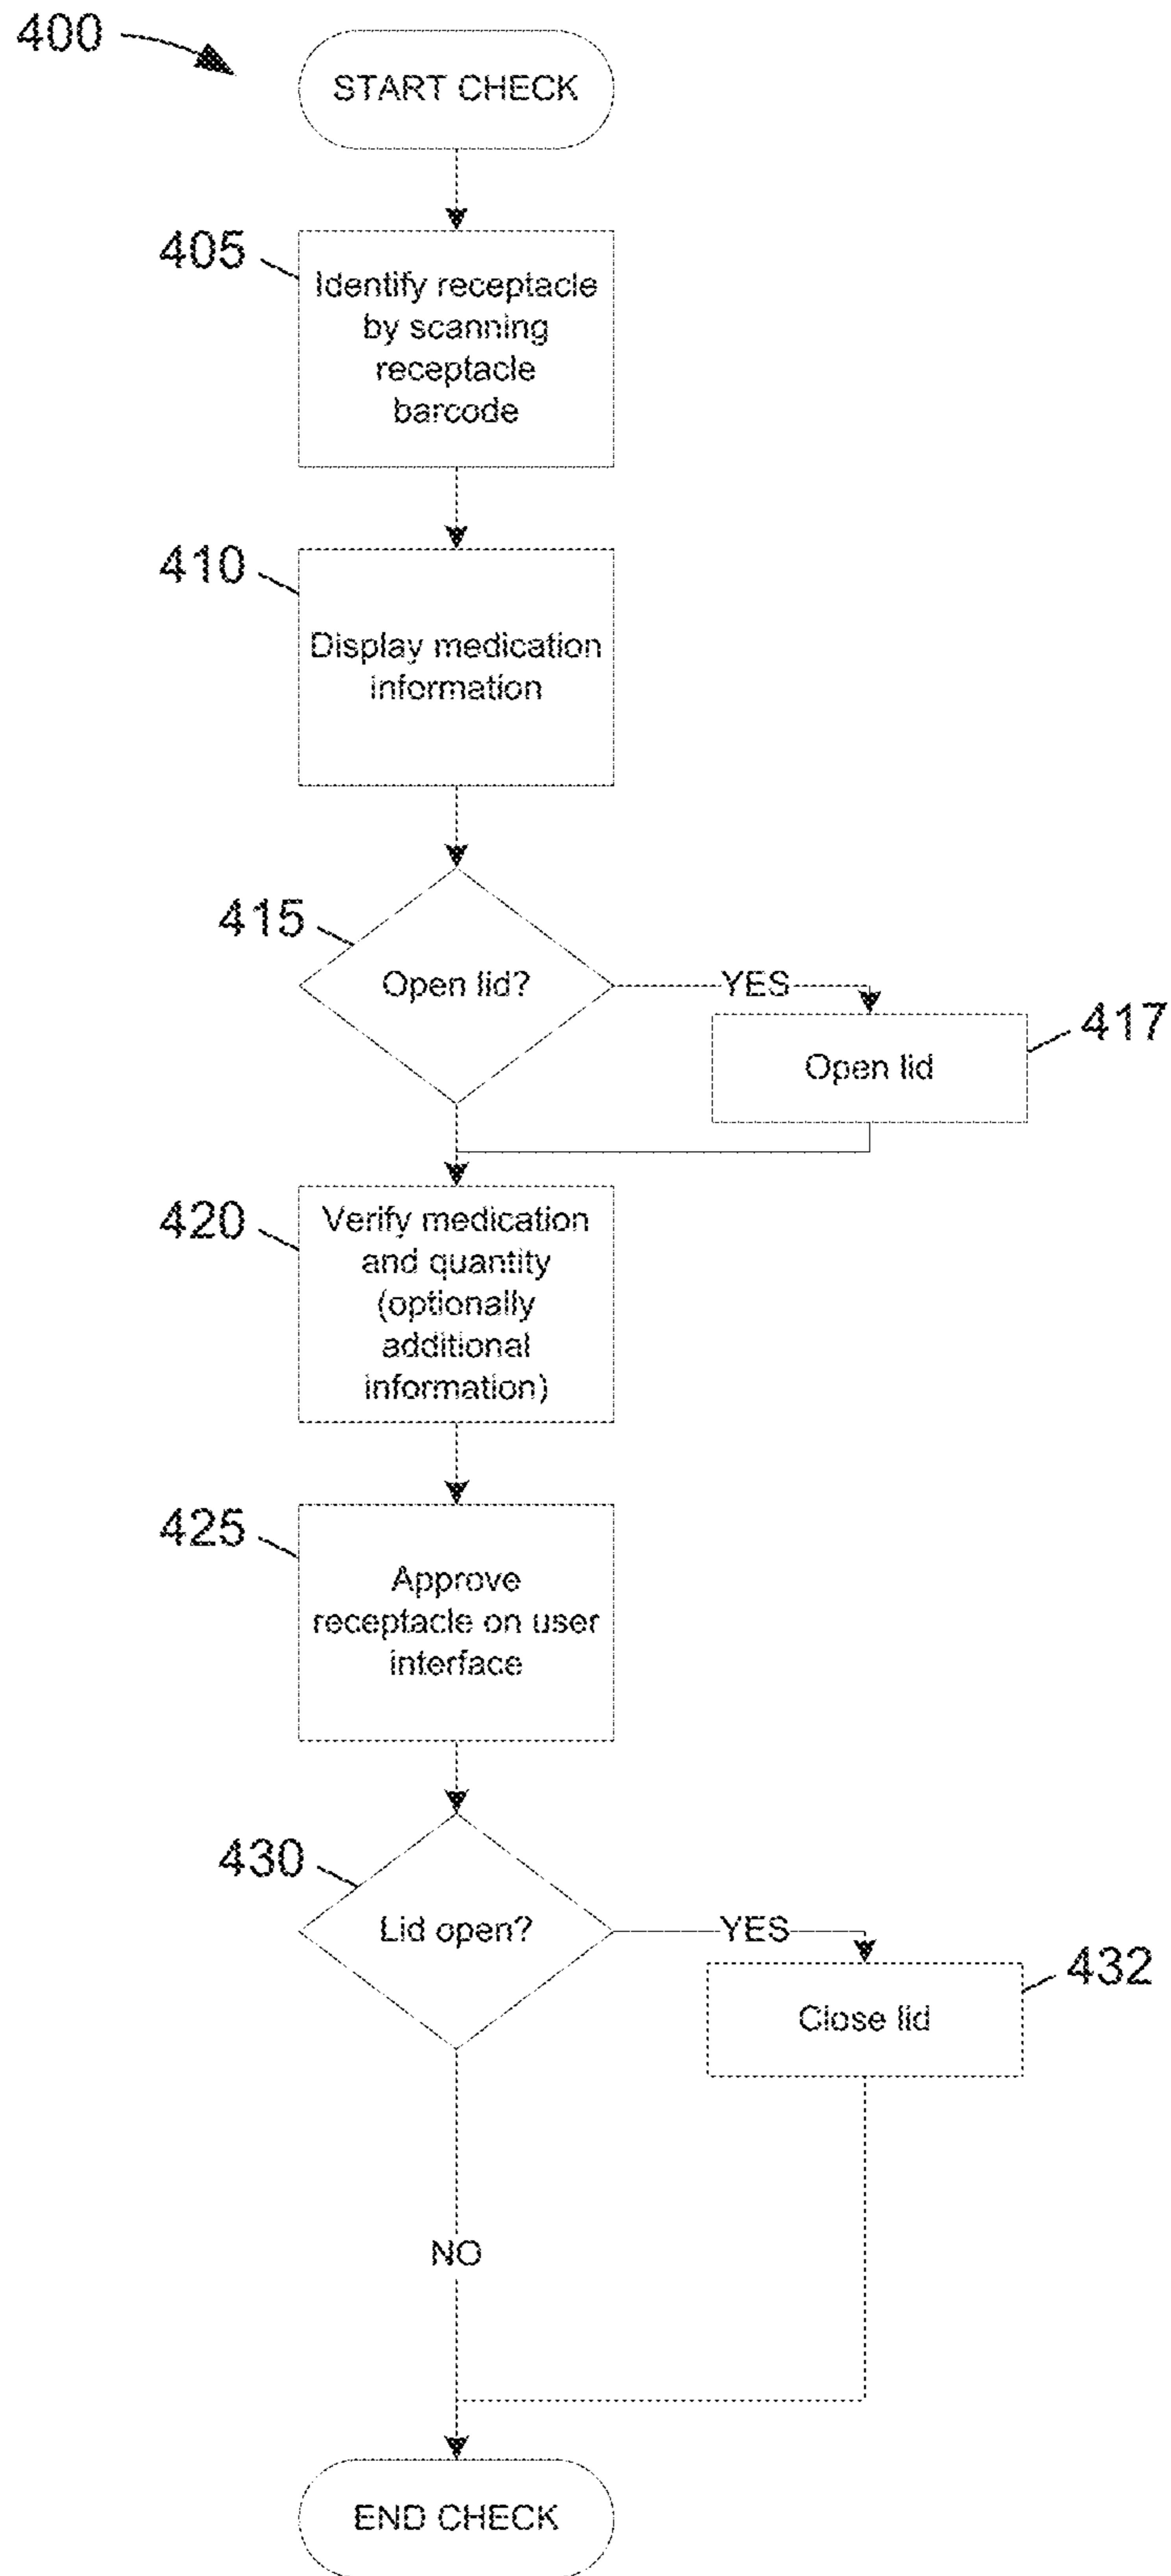 400
START CHECK
405
Identify receptacle
by scanning
receptacle
barcode
410
Display medication
information
415
Open lid?
YES
417
Open lid
420
Verify medication
and quantity
(optionally
additional
information)
425
Approve
receptacle on user
interface
430
Lid open?
YES
432
Close lid
NO
END CHECK